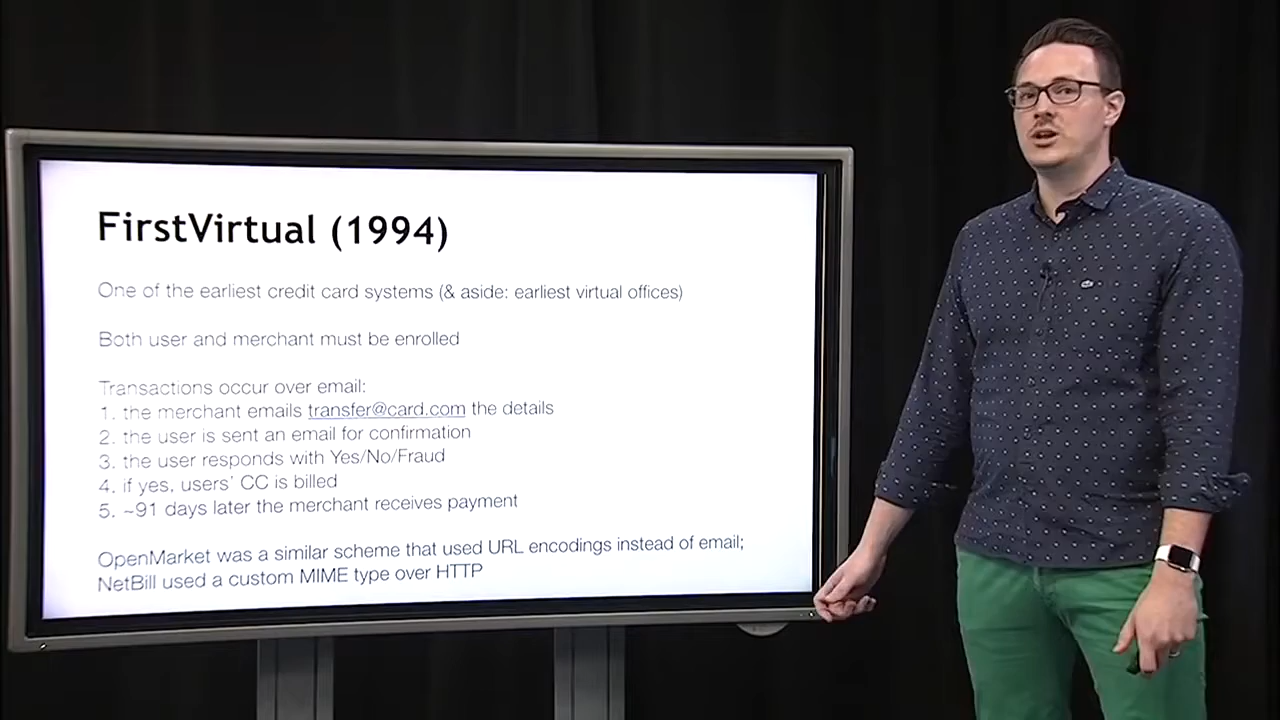 FirstVirtual (1994)
One of the earliest credit card systems (& aside: earliest virtual offices)
Both user and merchant must be enrolled
Transactions occur over email:
1. the merchant emails transfer@card.com the details
2. the user is sent an email for confirmation
3. the user responds with Yes/No/Fraud
4. if yes, users' CC is billed
5. ~91 days later the merchant receives payment
OpenMarket was a similar scheme that used URL encodings instead of email;
NetBill used a custom MIME type over HTTP